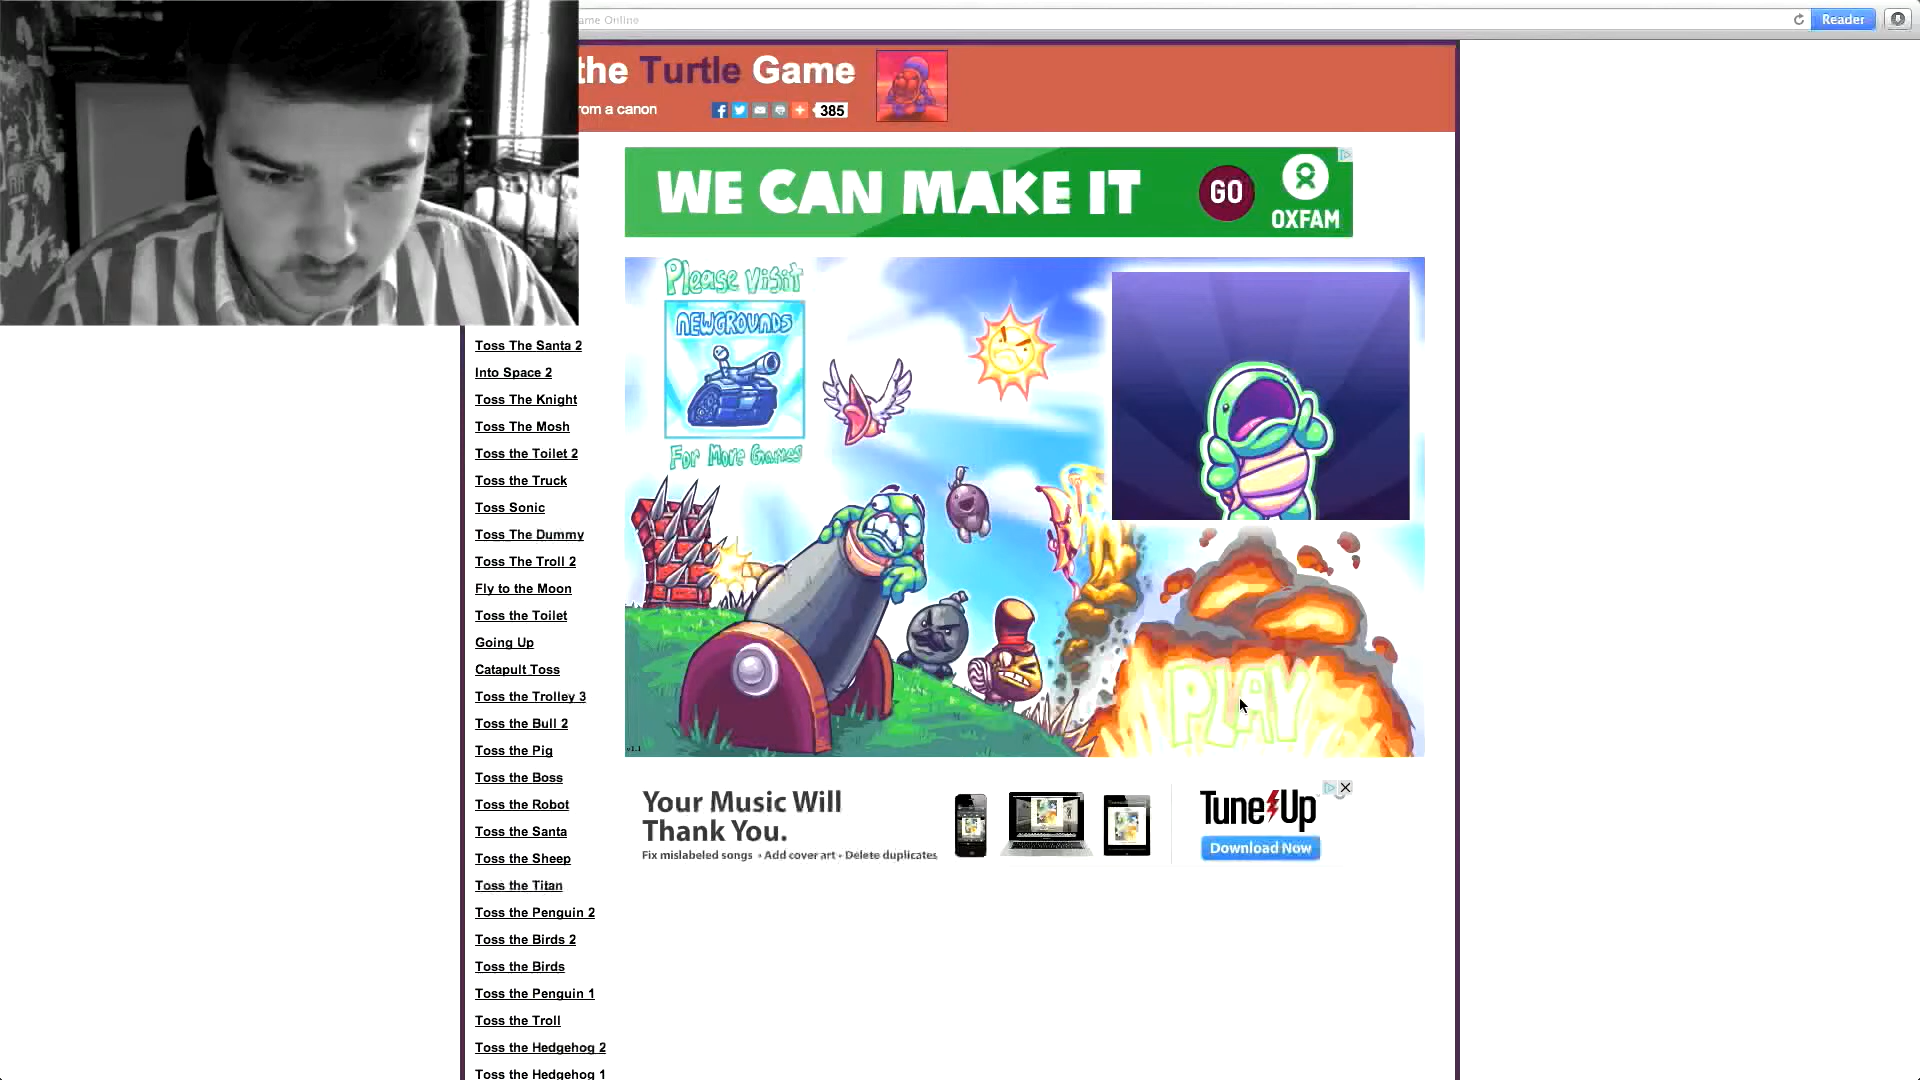 ame Online
Reader
the Turtle Game
rom a canon
385
WE CAN MAKE IT
GO
OXFAM
Please Visit
NEWGROUNDS
For More Games
PLAY
v1.1
Toss The Santa 2
Into Space 2
Toss The Knight
Toss The Mosh
Toss the Toilet 2
Toss the Truck
Toss Sonic
Toss The Dummy
Toss The Troll 2
Fly to the Moon
Toss the Toilet
Going Up
Catapult Toss
Toss the Trolley 3
Toss the Bull 2
Toss the Pig
Toss the Boss
Toss the Robot
Toss the Santa
Toss the Sheep
Toss the Titan
Toss the Penguin 2
Toss the Birds 2
Toss the Birds
Toss the Penguin 1
Toss the Troll
Toss the Hedgehog 2
Toss the Hedgehog 1
Your Music Will
Thank You.
Fix mislabeled songs • Add cover art • Delete duplicates
TuneUp
Download Now